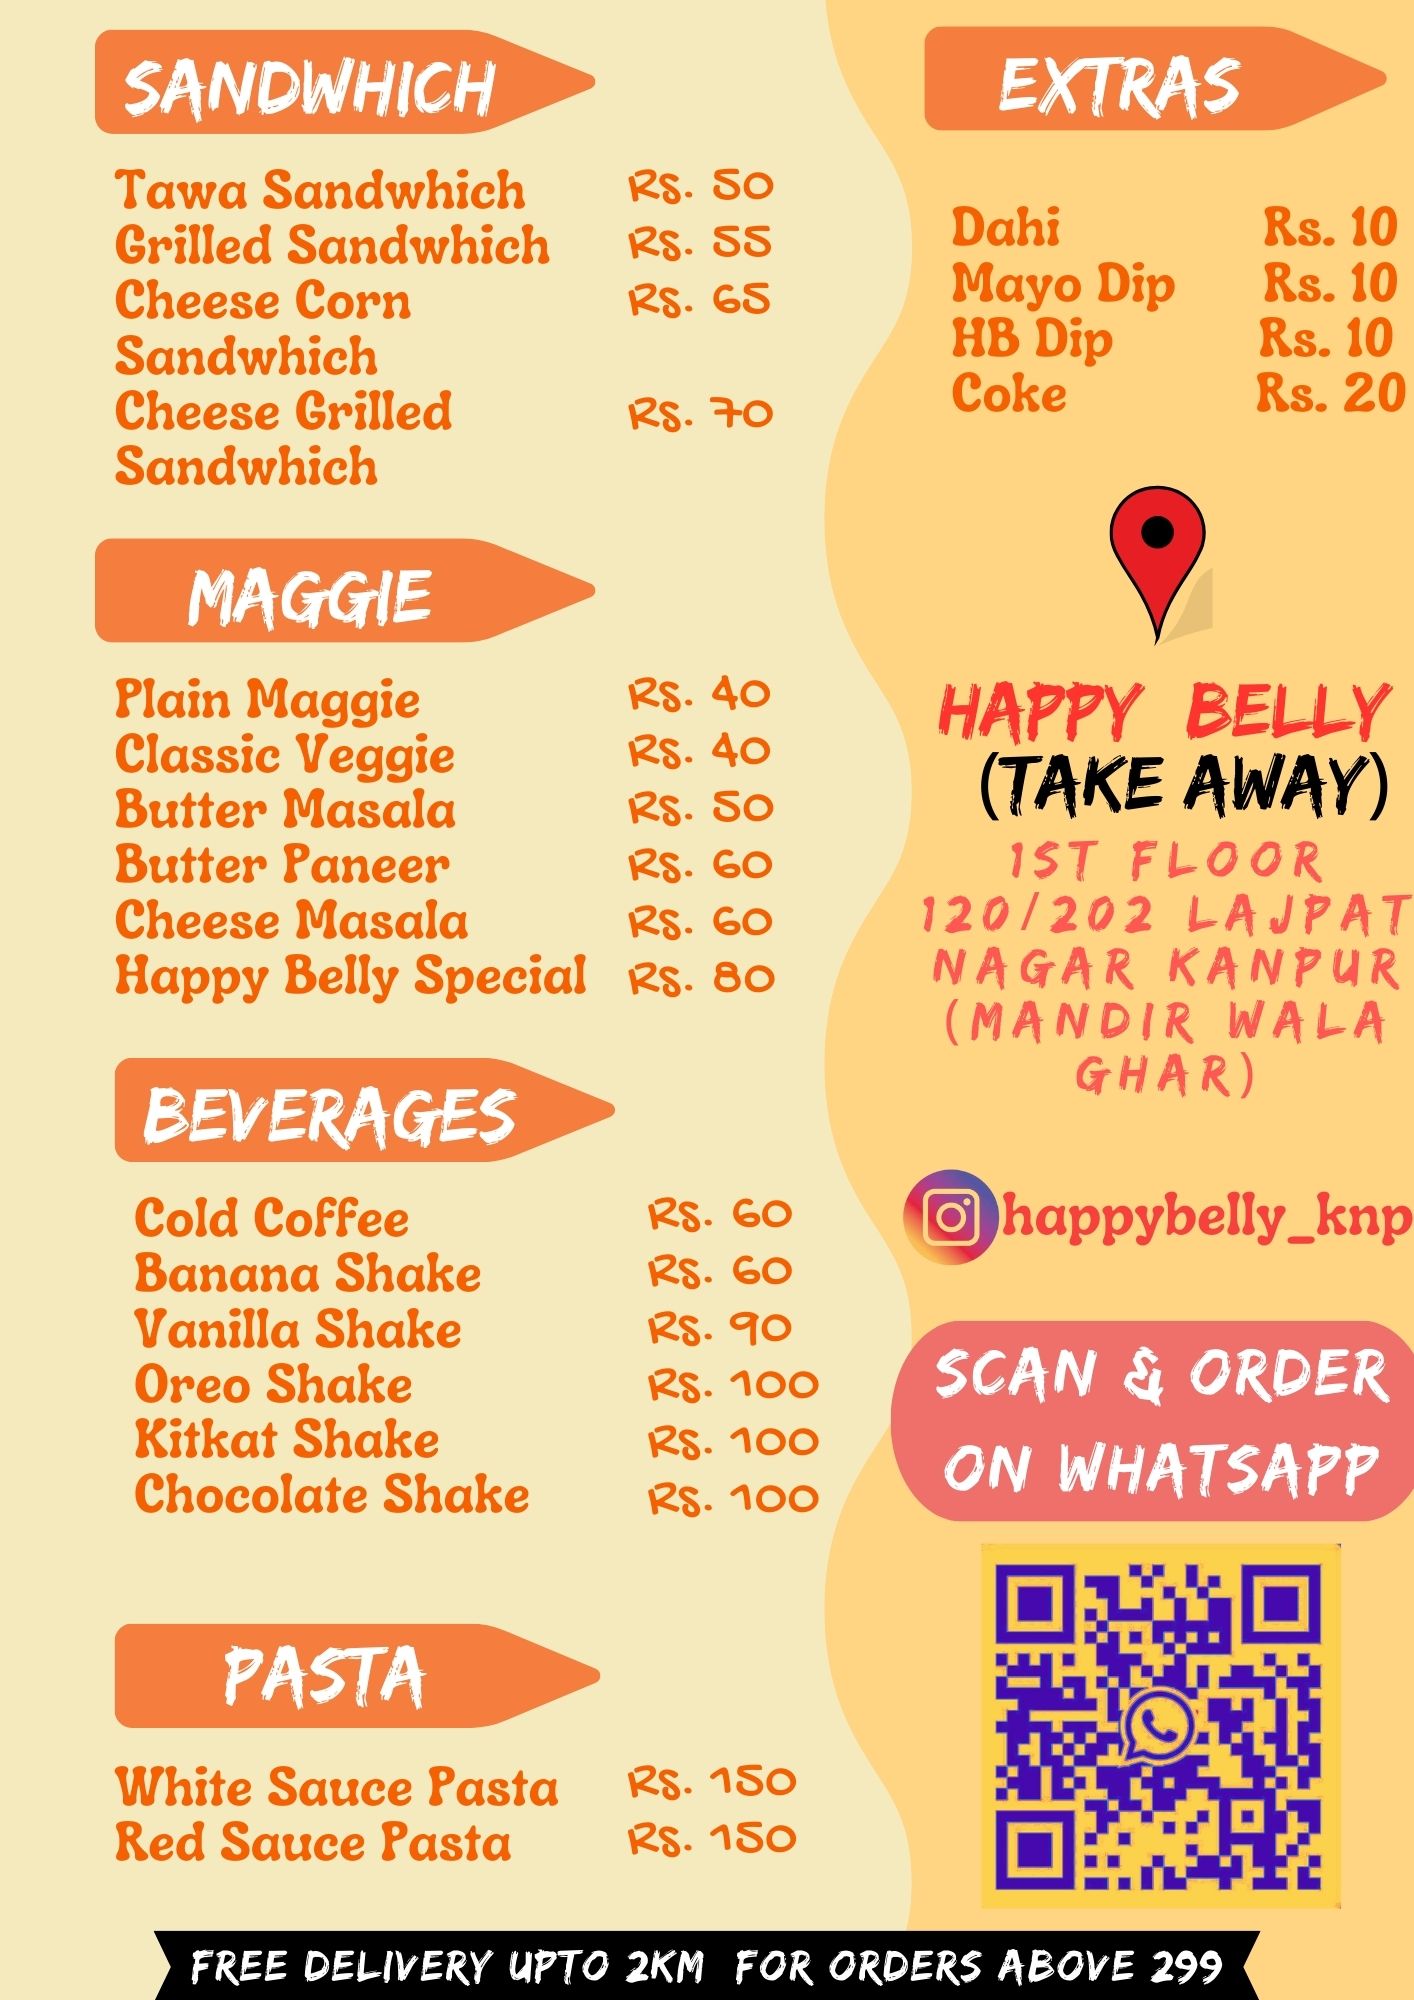 SANDWHICH
Tawa Sandwhich Rs. 50
Grilled Sandwhich Rs. 55
Cheese Corn Rs. 65
Sandwhich
Cheese Grilled Rs. 70
Sandwhich
MAGGIE
Plain Maggie Rs. 40
Classic Veggie Rs. 40
Butter Masala Rs. 50
Butter Paneer Rs. 60
Cheese Masala Rs. 60
Happy Belly Special Rs. 80
BEVERAGES
Cold Coffee Rs. 60
Banana Shake Rs. 60
Vanilla Shake Rs. 90
Oreo Shake Rs. 100
Kitkat Shake Rs. 100
Chocolate Shake Rs. 100
PASTA
White Sauce Pasta Rs. 150
Red Sauce Pasta Rs. 150
EXTRAS
Dahi Rs. 10
Mayo Dip Rs. 10
HB Dip Rs. 10
Coke Rs. 20
HAPPY BELLY
(TAKE AWAY)
1ST FLOOR
120/202 LAJPAT
NAGAR KANPUR
(MANDIR WALA
GHAR)
happybelly_knp
SCAN & ORDER
ON WHATSAPP
FREE DELIVERY UPTO 2KM FOR ORDERS ABOVE 299